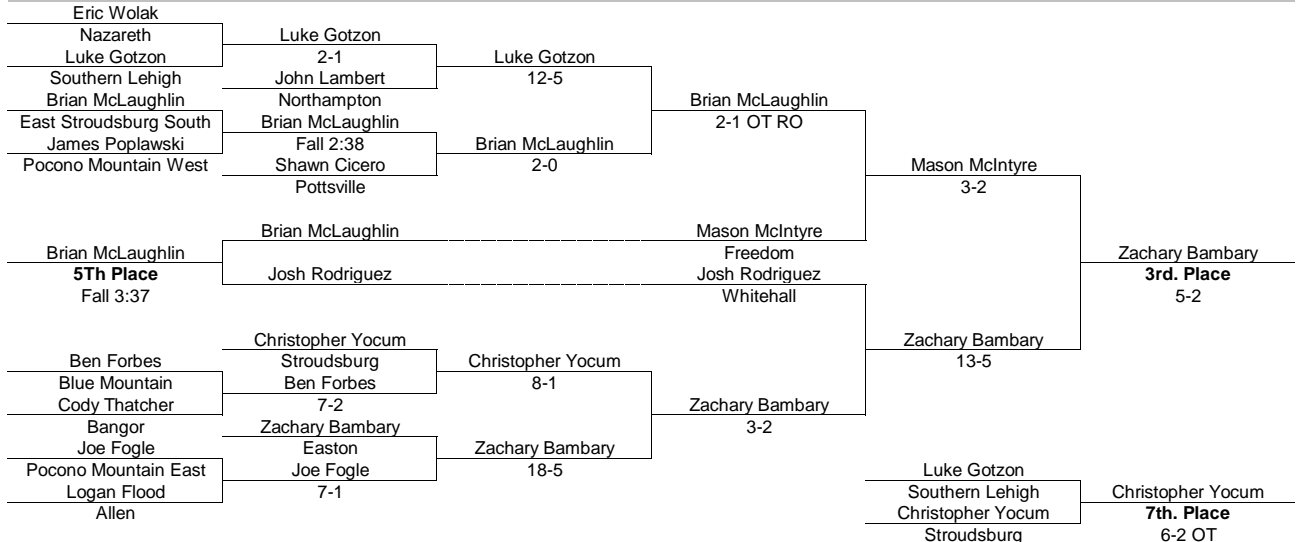 Eric Wolak
Nazareth
Luke Gotzon
Luke Gotzon
2-1
Luke Gotzon
Southern Lehigh
John Lambert
12-5
Brian McLaughlin
Northampton
Brian McLaughlin
East Stroudsburg South
Brian McLaughlin
2-1 OT RO
James Poplawski
Fall 2:38
Brian McLaughlin
Pocono Mountain West
Shawn Cicero
2-0
Mason McIntyre
Pottsville
3-2
Brian McLaughlin
Mason McIntyre
Brian McLaughlin
Freedom
Zachary Bambary
5Th Place
Josh Rodriguez
Josh Rodriguez
3rd. Place
Fall 3:37
Whitehall
5-2
Christopher Yocum
Zachary Bambary
Ben Forbes
Stroudsburg
Christopher Yocum
13-5
Blue Mountain
Ben Forbes
8-1
Cody Thatcher
7-2
Zachary Bambary
Bangor
Zachary Bambary
3-2
Joe Fogle
Easton
Zachary Bambary
Pocono Mountain East
Joe Fogle
18-5
Luke Gotzon
Logan Flood
7-1
Southern Lehigh
Christopher Yocum
Allen
Christopher Yocum
7th. Place
Stroudsburg
6-2 OT